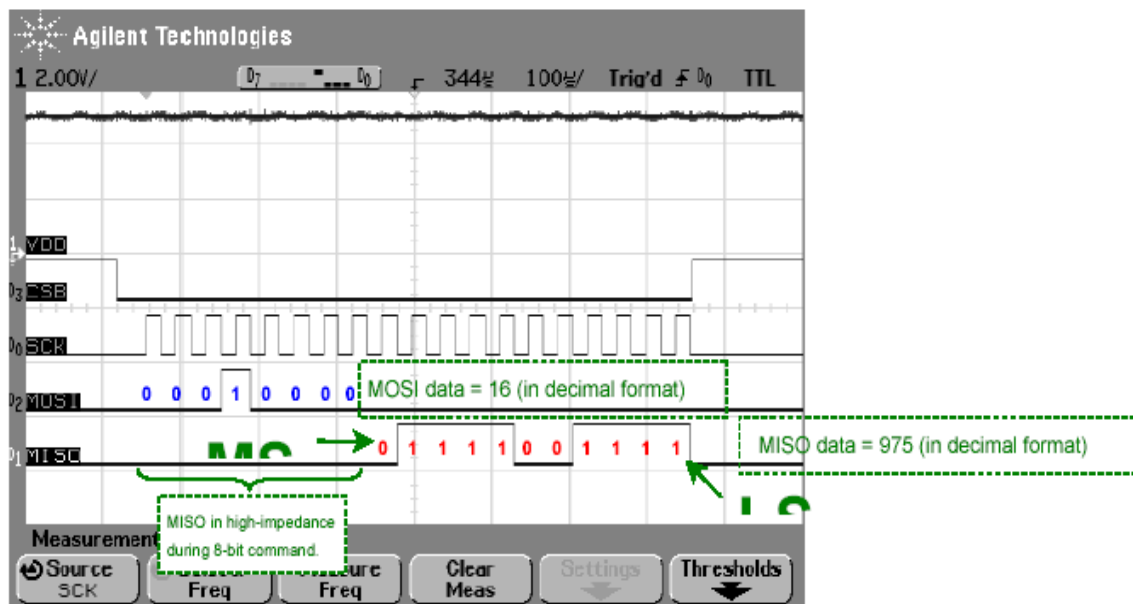 Agilent Technologies
1 2.00V/ D7 D0 344 100 Trig'd D0 TTL
1 VDD
D3 CSB
D0 SCK
MOSI data = 16 (in decimal format)
D2 MOSI 0 0 0 1 0 0 0 0
MISO data = 975 (in decimal format)
D1 MISO 0 1 1 1 1 0 0 1 1 1 1
MISO in high-impedance
during 8-bit command.
Measurement
Source
SCK
Freq
Freq
Clear
Meas
Settings
Thresholds